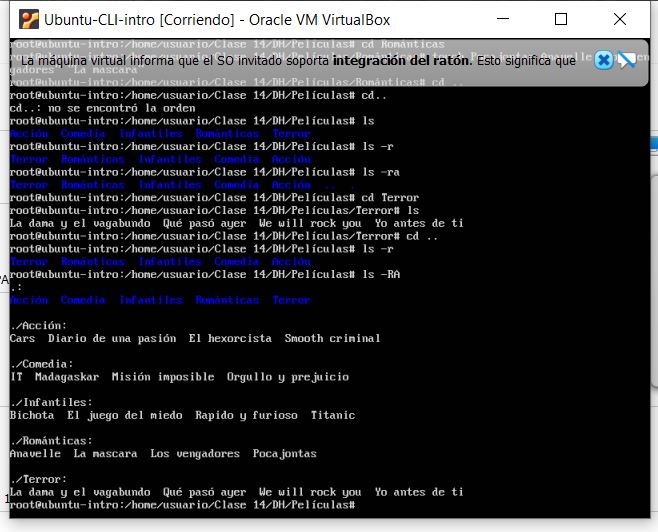 Ubuntu-CLI-intro [Corriendo] - Oracle VM VirtualBox
root@ubuntu-intro:/home/usuario/Clase 14/DH/Películas# cd Románticas
La máquina virtual informa que el SO invitado soporta integración del ratón. Esto significa que
gadores "La mascara"
root@ubuntu-intro:/home/usuario/Clase 14/DH/Películas/Románticas# cd ..
root@ubuntu-intro:/home/usuario/Clase 14/DH/Películas# cd..
cd..: no se encontró la orden
root@ubuntu-intro:/home/usuario/Clase 14/DH/Películas# ls
Acción Comedia Infantiles Románticas Terror
root@ubuntu-intro:/home/usuario/Clase 14/DH/Películas# ls -r
Terror Románticas Infantiles Comedia Acción
root@ubuntu-intro:/home/usuario/Clase 14/DH/Películas# ls -ra
Terror Románticas Infantiles Comedia Acción .. .
root@ubuntu-intro:/home/usuario/Clase 14/DH/Películas# cd Terror
root@ubuntu-intro:/home/usuario/Clase 14/DH/Películas/Terror# ls
La dama y el vagabundo Qué pasó ayer We will rock you Yo antes de ti
root@ubuntu-intro:/home/usuario/Clase 14/DH/Películas/Terror# cd ..
root@ubuntu-intro:/home/usuario/Clase 14/DH/Películas# ls -r
Terror Románticas Infantiles Comedia Acción
root@ubuntu-intro:/home/usuario/Clase 14/DH/Películas# ls -RA
.:
Acción Comedia Infantiles Románticas Terror
./Acción:
Cars Diario de una pasión El hexorcista Smooth criminal
./Comedia:
IT Madagaskar Misión imposible Orgullo y prejuicio
./Infantiles:
Bichota El juego del miedo Rapido y furioso Titanic
./Románticas:
Anavelle La mascara Los vengadores Pocajontas
./Terror:
La dama y el vagabundo Qué pasó ayer We will rock you Yo antes de ti
root@ubuntu-intro:/home/usuario/Clase 14/DH/Películas#